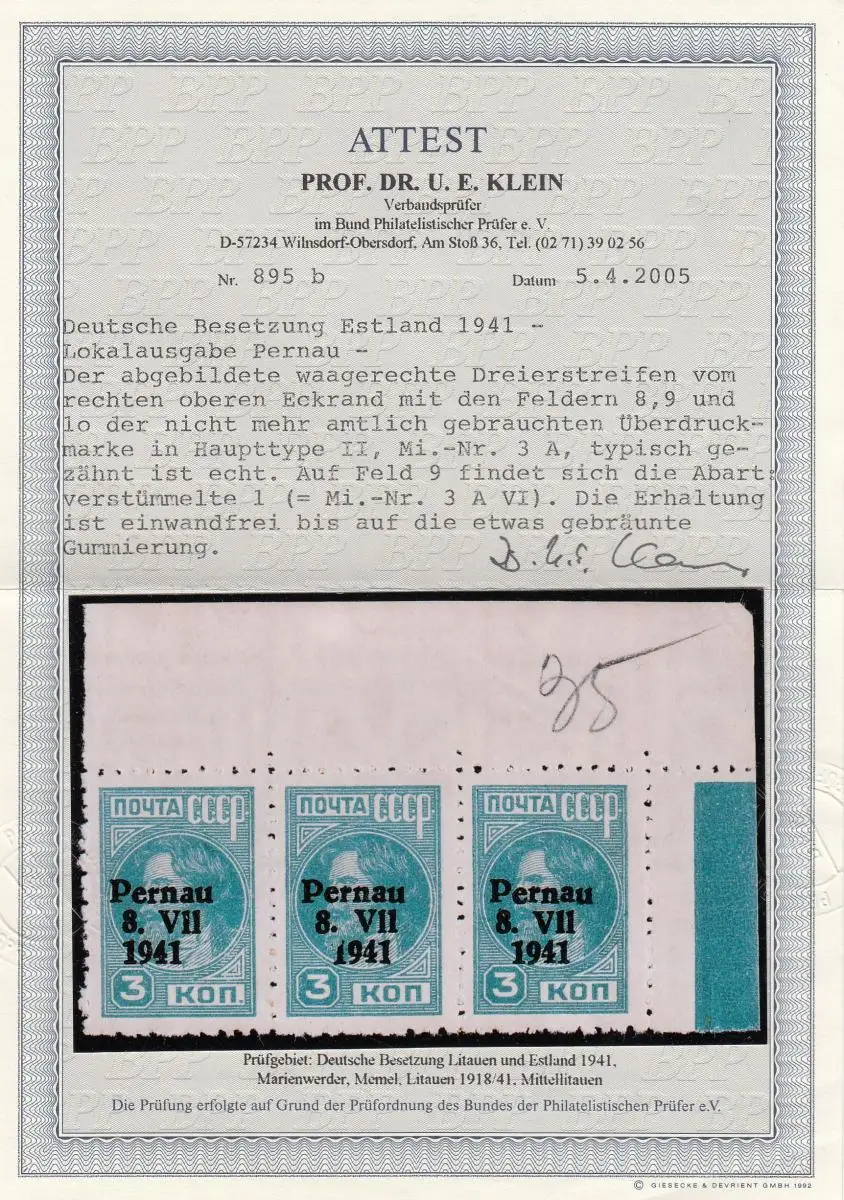 ATTEST
PROF. DR. U. E. KLEIN
Verbandsprüfer
im Bund Philatelistischer Prüfer e. V.
D-57234 Wilnsdorf-Obersdorf, Am Stoß 36, Tel. (02 71) 39 02 56
Nr. 895 b Datum 5.4.2005
Deutsche Besetzung Estland 1941 –
Lokalausgabe Pernau –
Der abgebildete waagerechte Dreierstreifen vom
rechten oberen Eckrand mit den Feldern 8,9 und
1o der nicht mehr amtlich gebrauchten Überdruck-
marke in Haupttype II, Mi.-Nr. 3 A, typisch ge-
zähnt ist echt. Auf Feld 9 findet sich die Abart:
verstümmelte 1 (= Mi.-Nr. 3 A VI). Die Erhaltung
ist einwandfrei bis auf die etwas gebräunte
Gummierung.
35
ПОЧТА СССР ПОЧТА СССР ПОЧТА СССР
Pernau Pernau Pernau
8. VII 8. VII 8. VII
1941 1941 1941
3 КОП. 3 КОП 3 КОП
Prüfgebiet: Deutsche Besetzung Litauen und Estland 1941,
Marienwerder, Memel, Litauen 1918/41, Mittellitauen
Die Prüfung erfolgte auf Grund der Prüfordnung des Bundes der Philatelistischen Prüfer e.V.
© GIESECKE & DEVRIENT GMBH 1992